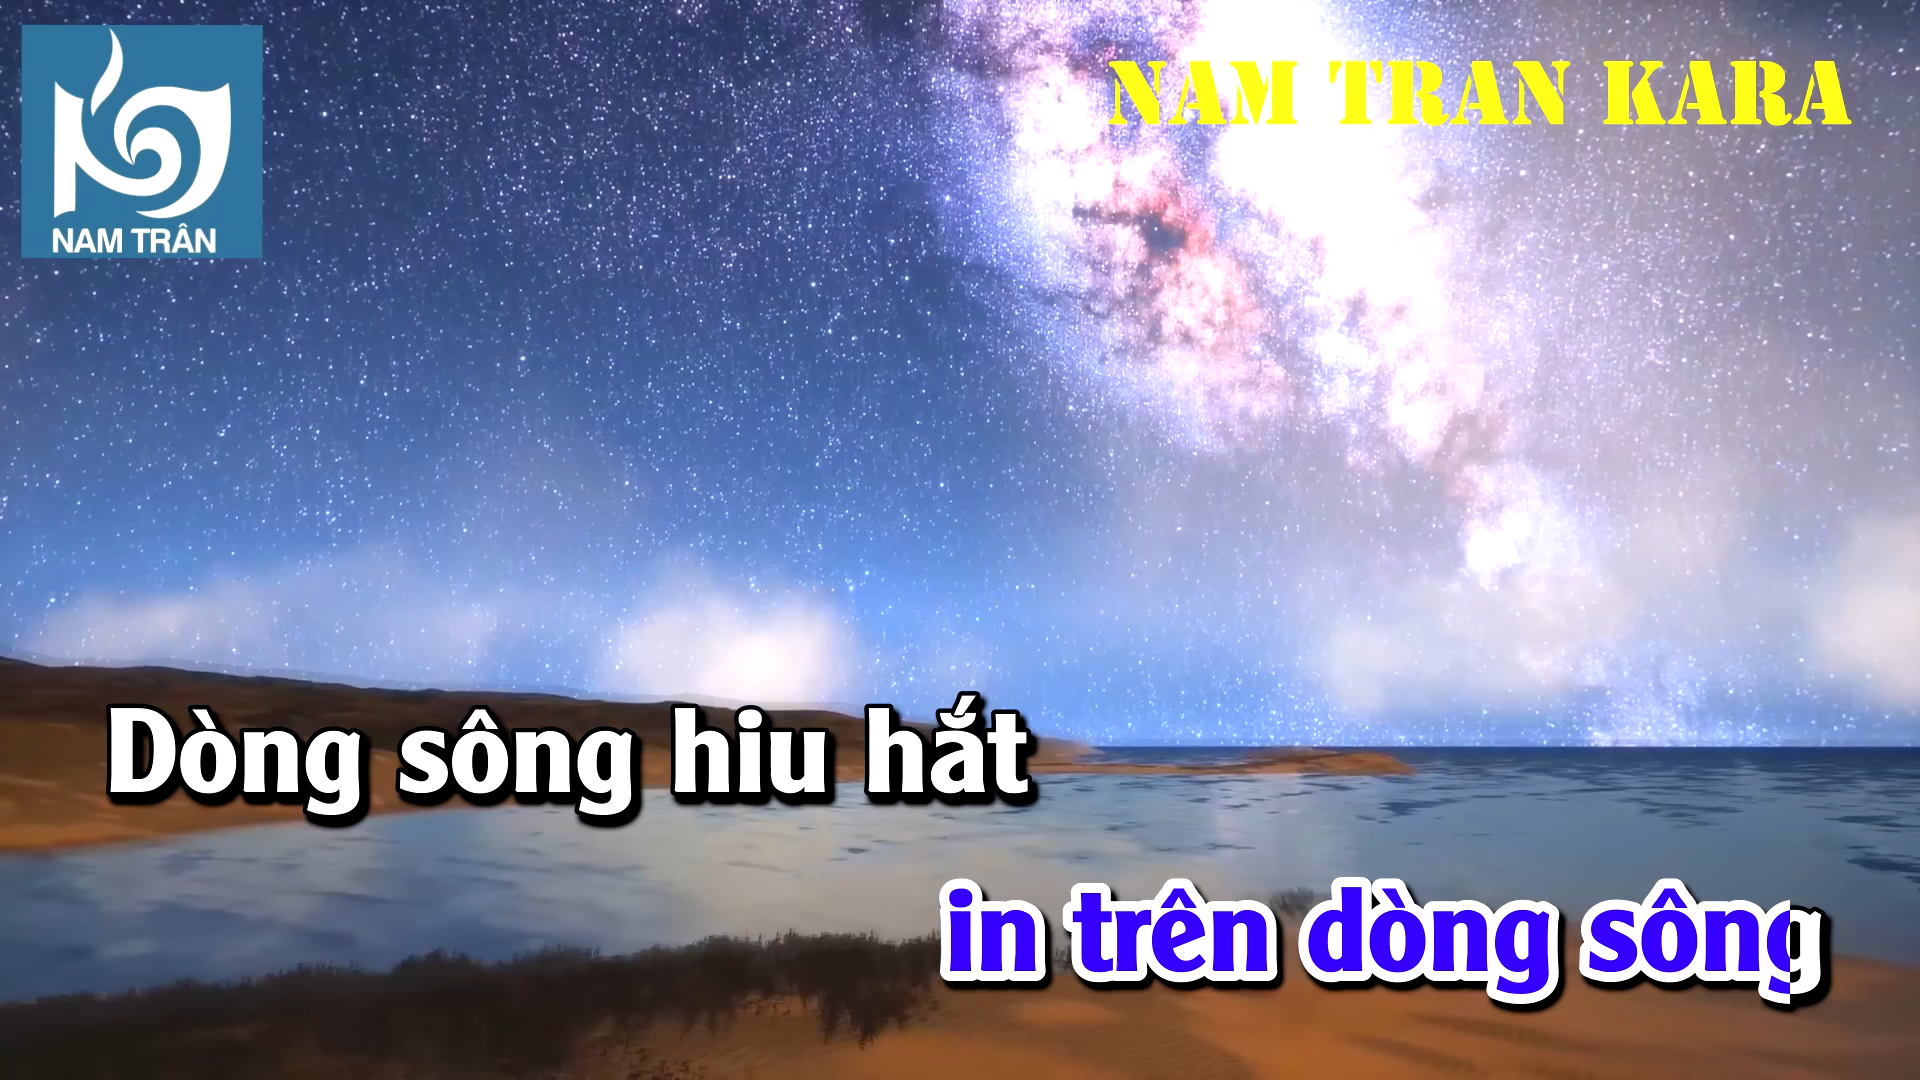 NAM TRAN KARA
NAM TRÂN
Dòng sông hiu hắt
in trên dòng sông